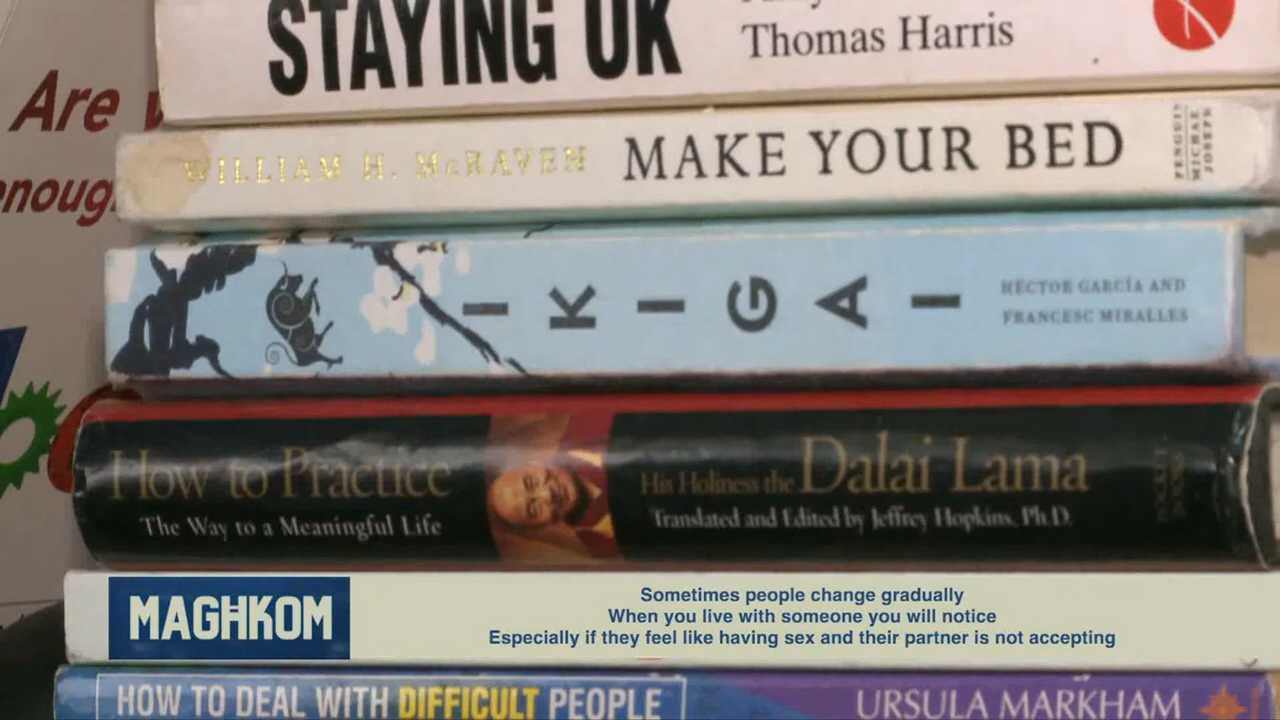 STAYING OK
Thomas Harris
Are
enoug
WILLIAM H. McRAVEN MAKE YOUR BED PENGUIN MICHAEL JOSEPH
IKIGAI HÉCTOR GARCÍA AND
FRANCESC MIRALLES
How to Practice His Holiness the Dalai Lama
The Way to a Meaningful Life Translated and Edited by Jeffrey Hopkins, Ph.D.
MAGHKOM
Sometimes people change gradually
When you live with someone you will notice
Especially if they feel like having sex and their partner is not accepting
HOW TO DEAL WITH DIFFICULT PEOPLE URSULA MARKHAM